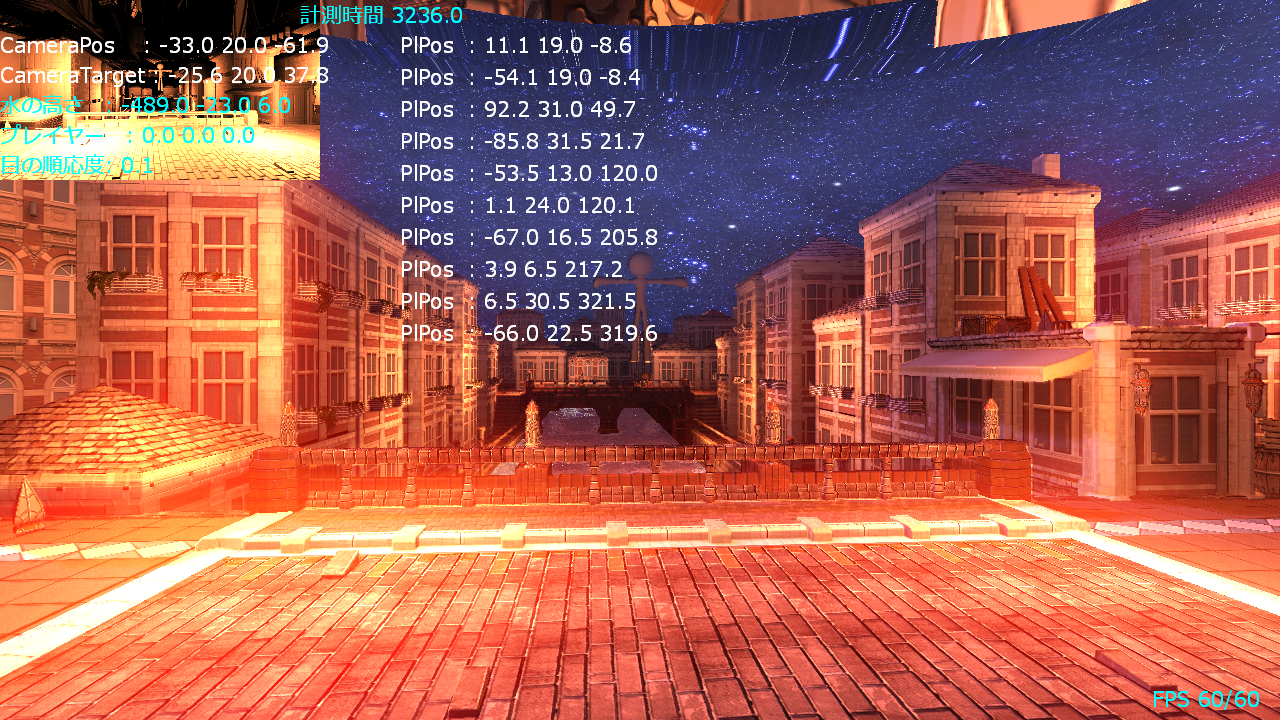 計測時間 3236.0
CameraPos : -33.0 20.0 -61.9
CameraTarget : -25.6 20.0 37.8
水の高さ : -489.0 -23.0 6.0
プレイヤー : 0.0 0.0 0.0
目の順応度: 0.1
PlPos : 11.1 19.0 -8.6
PlPos : -54.1 19.0 -8.4
PlPos : 92.2 31.0 49.7
PlPos : -85.8 31.5 21.7
PlPos : -53.5 13.0 120.0
PlPos : 1.1 24.0 120.1
PlPos : -67.0 16.5 205.8
PlPos : 3.9 6.5 217.2
PlPos : 6.5 30.5 321.5
PlPos : -66.0 22.5 319.6
FPS 60/60